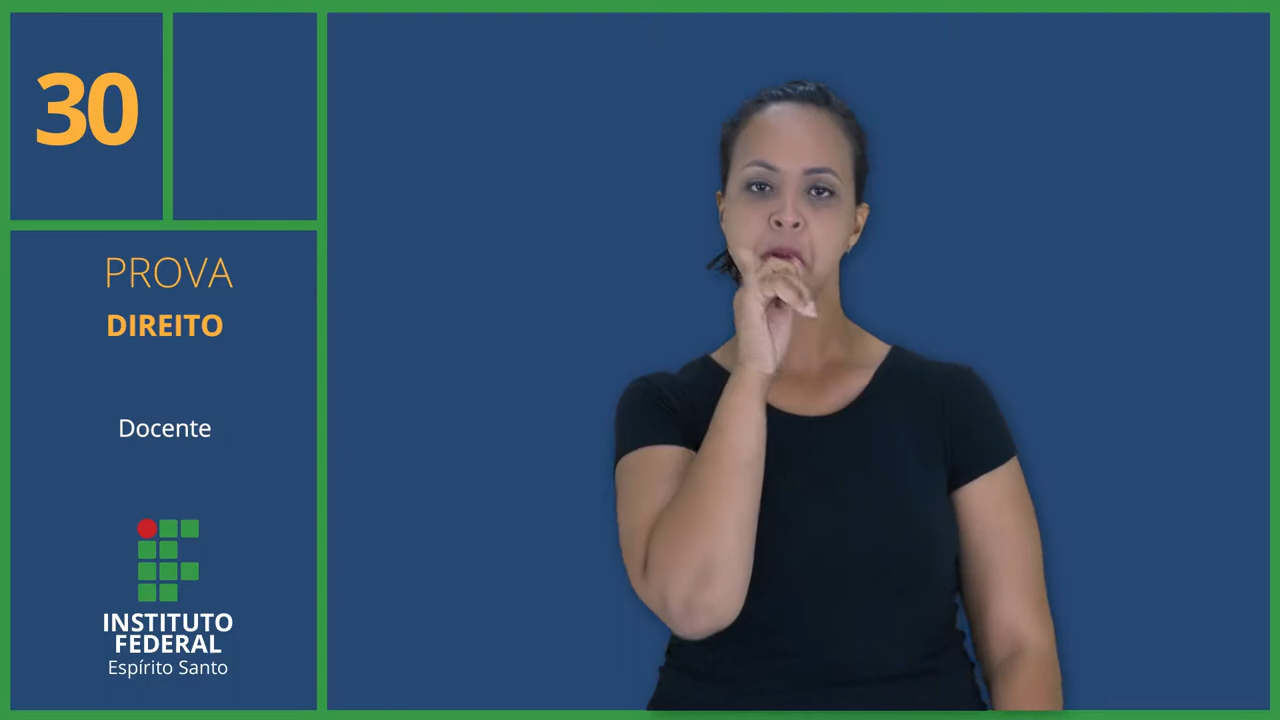 30
PROVA
DIREITO
Docente
INSTITUTO
FEDERAL
Espírito Santo